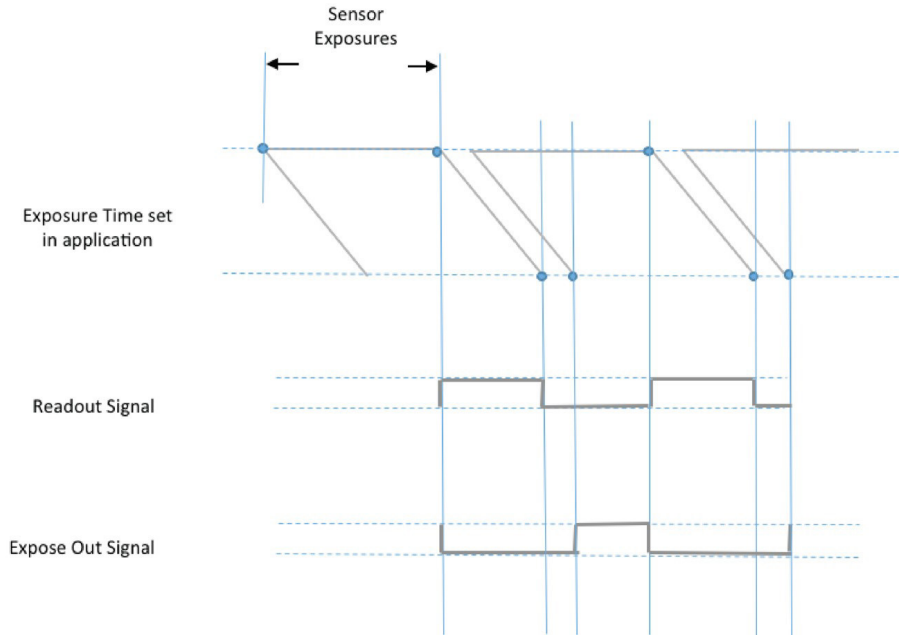 Sensor
Exposures
Exposure Time set
in application
Readout Signal
Expose Out Signal